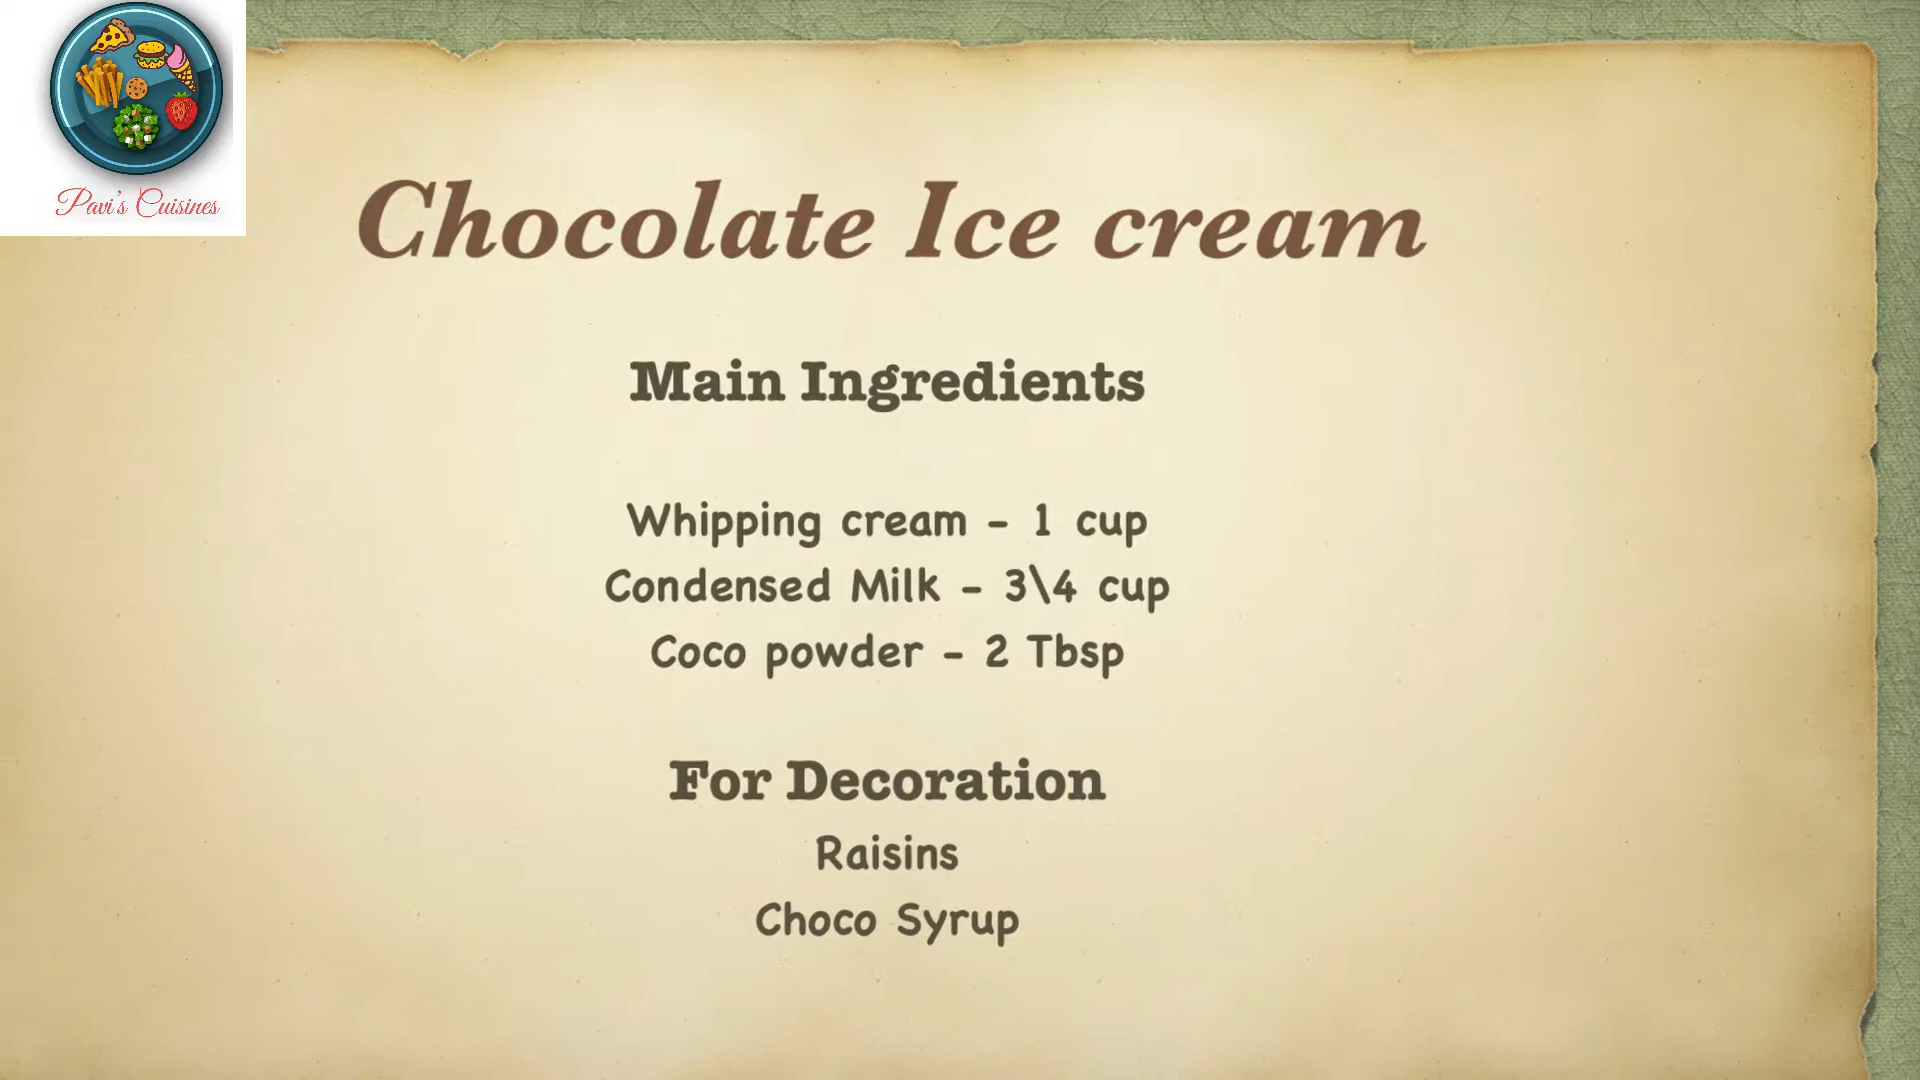 Pavi's Cuisines
Chocolate Ice cream
Main Ingredients
Whipping cream - 1 cup
Condensed Milk - 3\4 cup
Coco powder - 2 Tbsp
For Decoration
Raisins
Choco Syrup